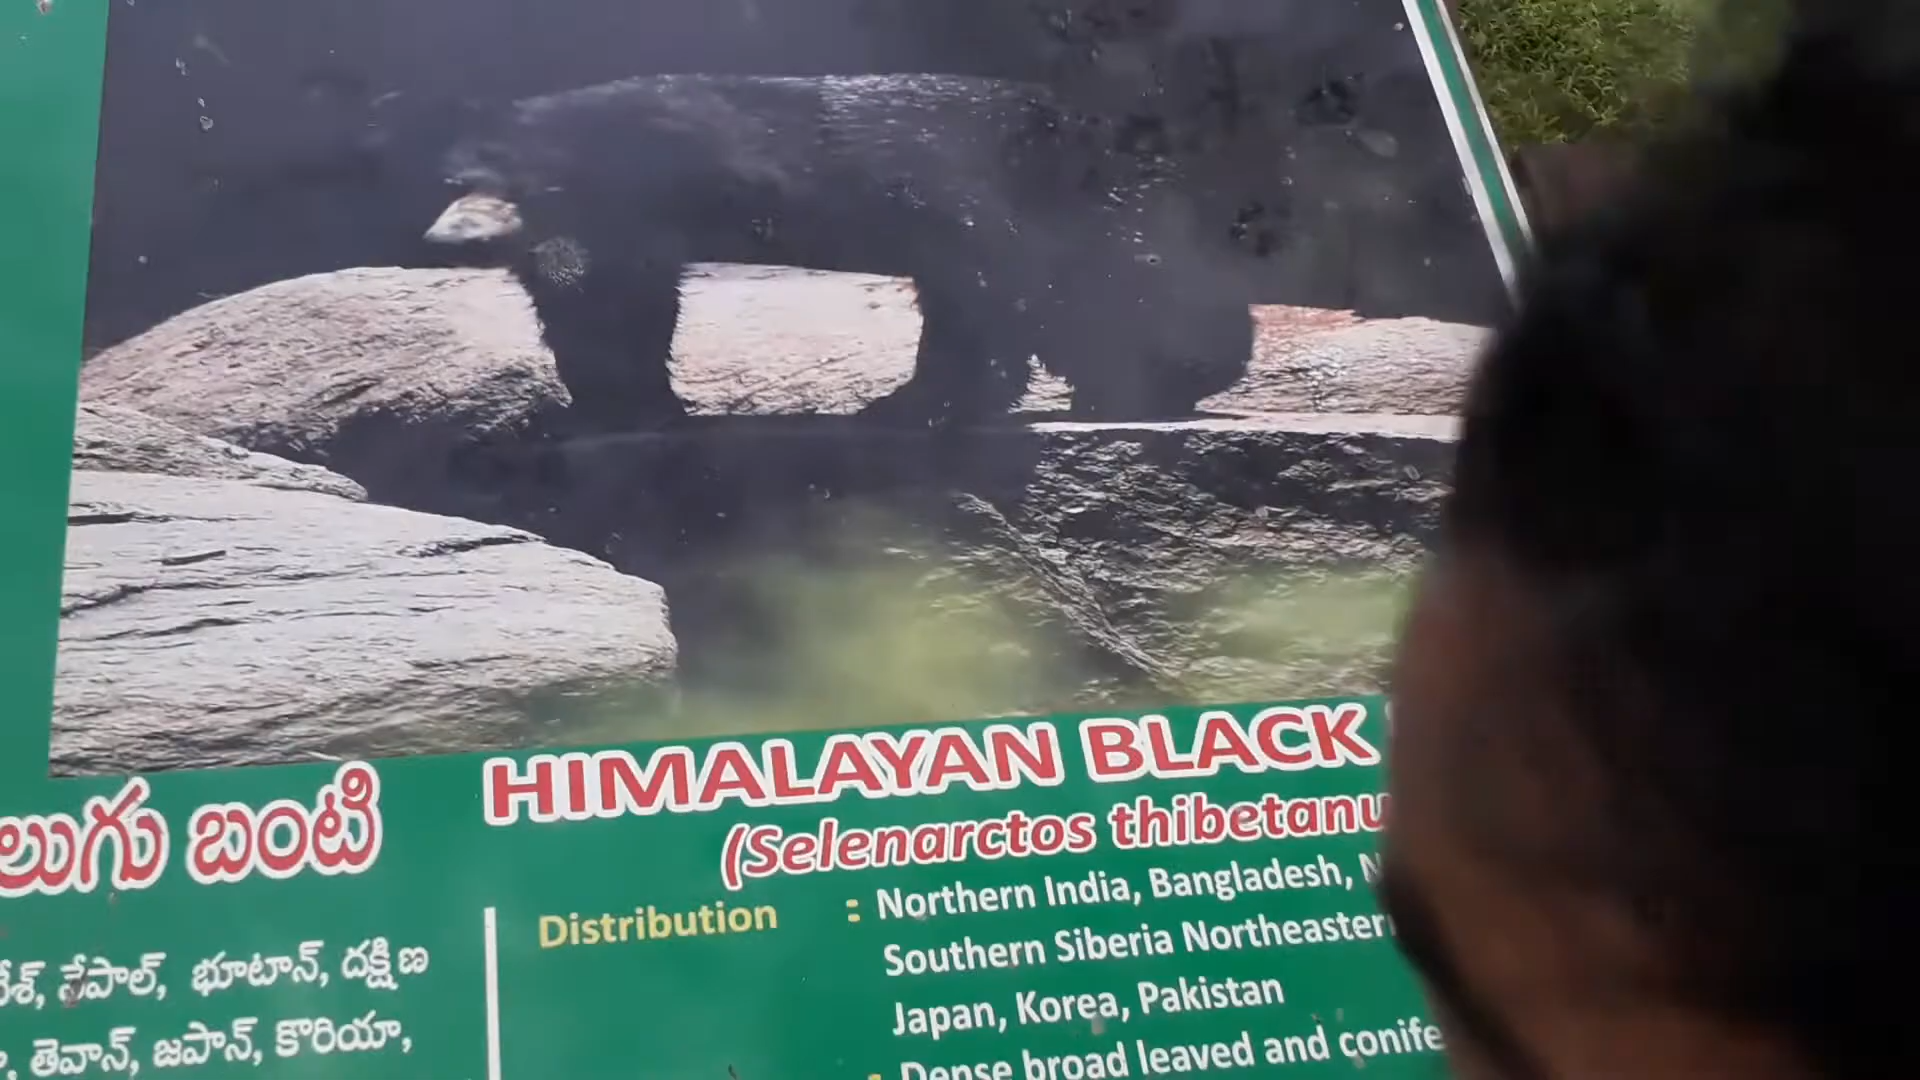 లుగు బంటి
HIMALAYAN BLACK
(Selenarctos thibetanu
Distribution : Northern India, Bangladesh, N
Southern Siberia Northeastern
Japan, Korea, Pakistan
Dense broad leaved and conife
శ్, నేపాల్, భూటాన్, దక్షిణ
, తైవాన్, జపాన్, కొరియా,